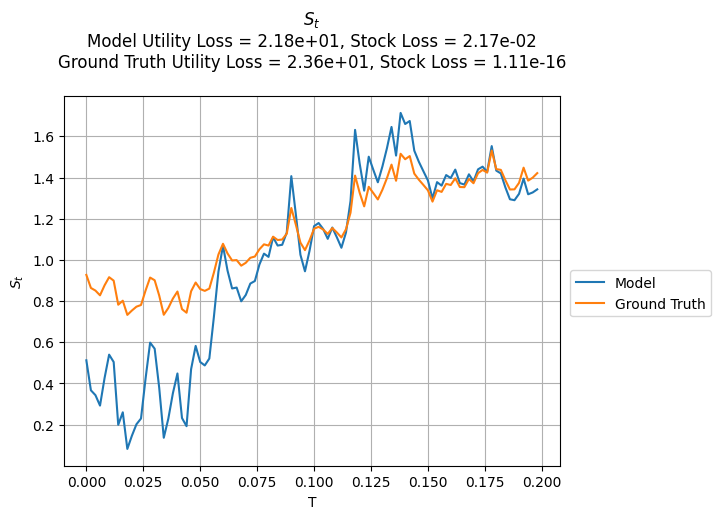 S_t
Model Utility Loss = 2.18e+01, Stock Loss = 2.17e-02
Ground Truth Utility Loss = 2.36e+01, Stock Loss = 1.11e-16
1.6
1.4
1.2
1.0
0.8
0.6
0.4
0.2
S_t
0.000 0.025 0.050 0.075 0.100 0.125 0.150 0.175 0.200
T
Model
Ground Truth